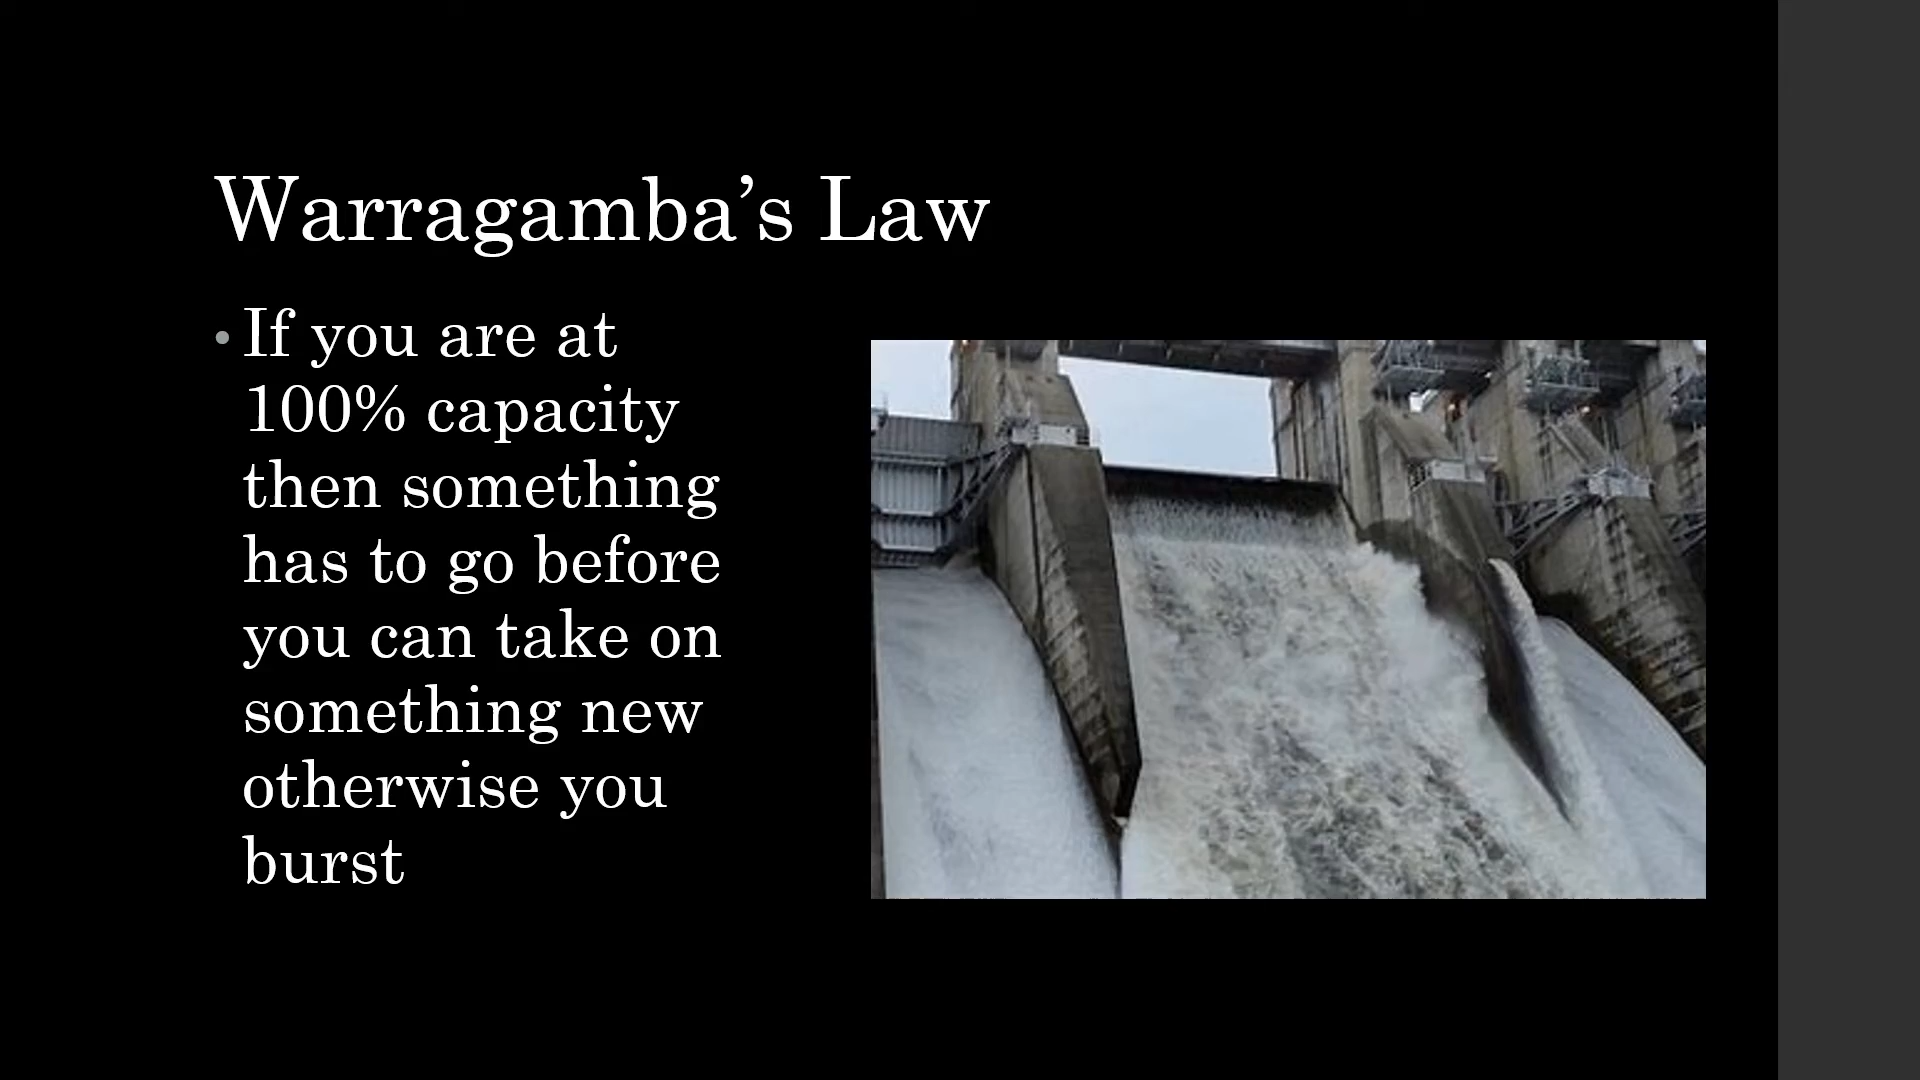 Warragamba’s Law
• If you are at
100% capacity
then something
has to go before
you can take on
something new
otherwise you
burst